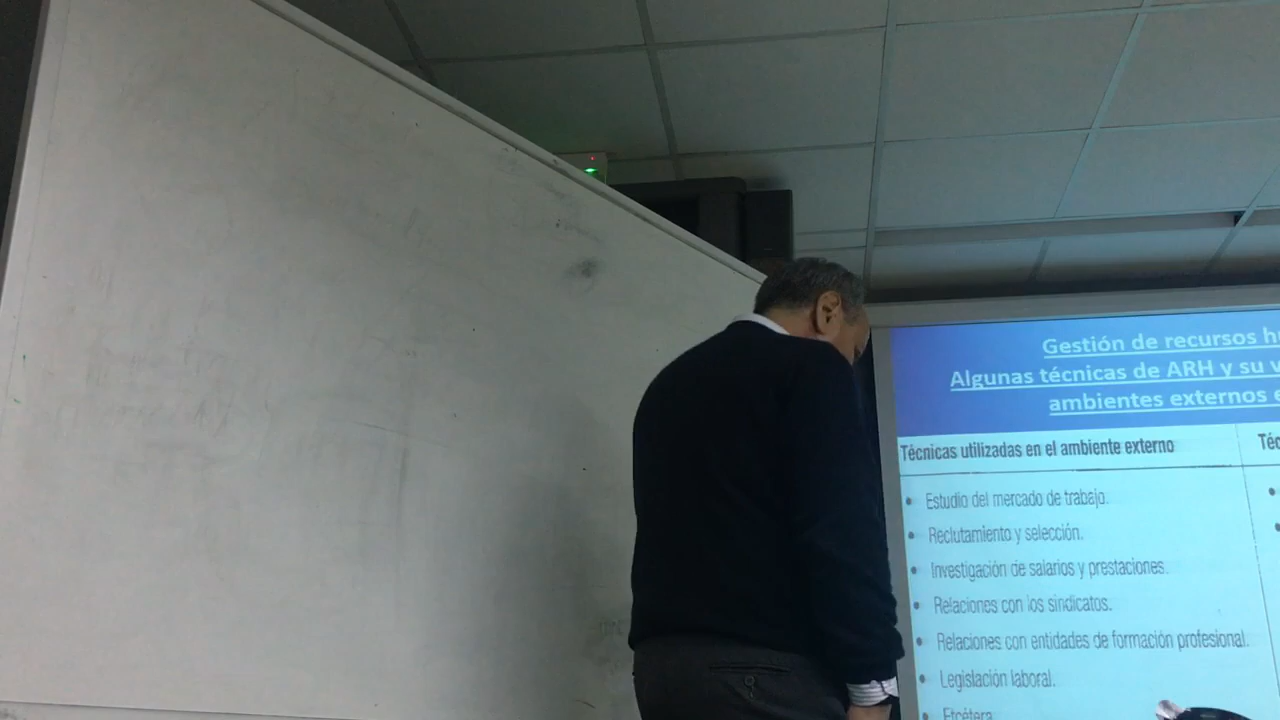 Gestión de recursos h
Algunas técnicas de ARH y su v
ambientes externos e
Técnicas utilizadas en el ambiente externo
Téc
• Estudio del mercado de trabajo.
• Reclutamiento y selección.
• Investigación de salarios y prestaciones.
• Relaciones con los sindicatos.
• Relaciones con entidades de formación profesional.
• Legislación laboral.
• Etcétera